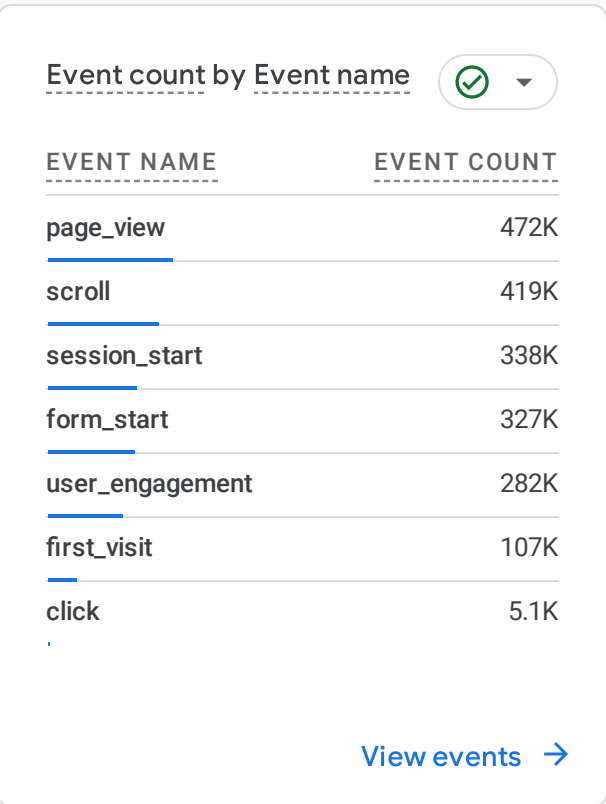 Event count by Event name
EVENT NAME EVENT COUNT
page_view 472K
scroll 419K
session_start 338K
form_start 327K
user_engagement 282K
first_visit 107K
click 5.1K
View events